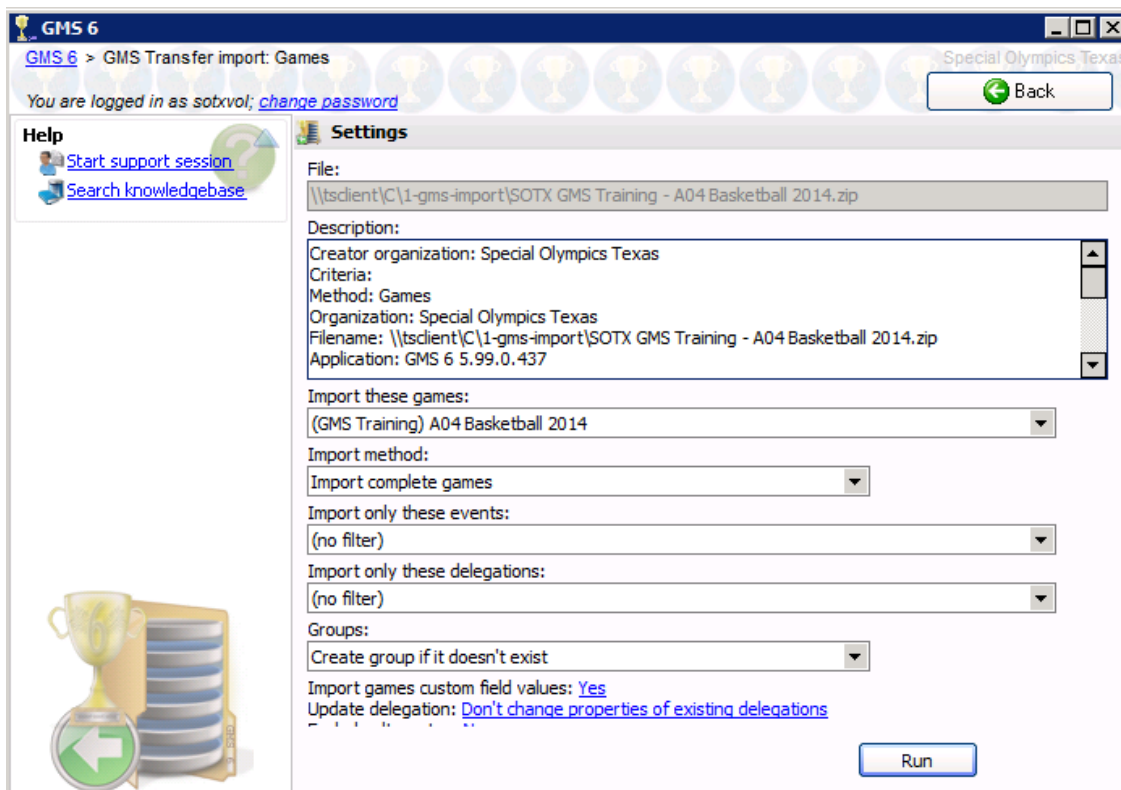 GMS 6
GMS 6 > GMS Transfer import: Games
Special Olympics Texas
You are logged in as sotxvol; change password
Back
Help
Start support session
Search knowledgebase
Settings
File:
\\tsclient\C\1-gms-import\SOTX GMS Training - A04 Basketball 2014.zip
Description:
Creator organization: Special Olympics Texas
Criteria:
Method: Games
Organization: Special Olympics Texas
Filename: \\tsclient\C\1-gms-import\SOTX GMS Training - A04 Basketball 2014.zip
Application: GMS 6 5.99.0.437
Import these games:
(GMS Training) A04 Basketball 2014
Import method:
Import complete games
Import only these events:
(no filter)
Import only these delegations:
(no filter)
Groups:
Create group if it doesn't exist
Import games custom field values: Yes
Update delegation: Don't change properties of existing delegations
Run
GMS 6